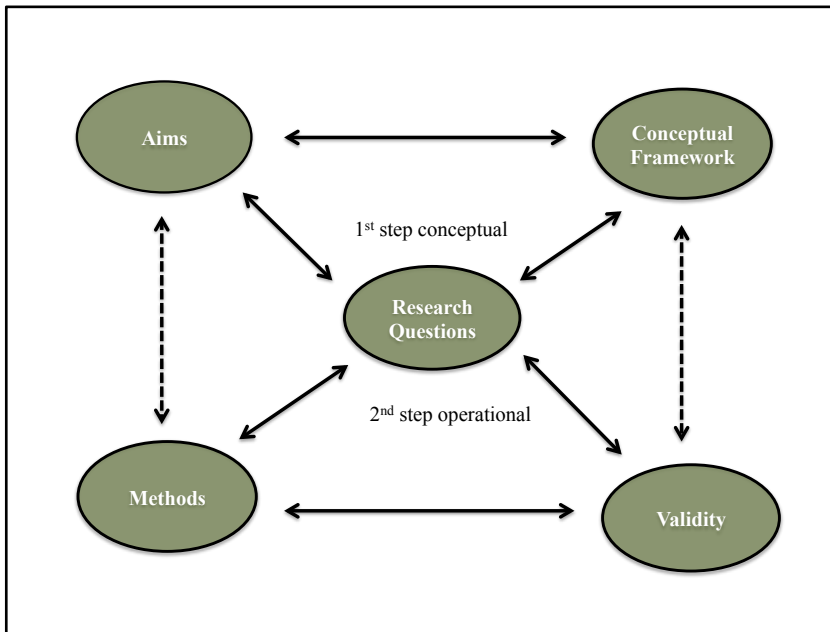 Aims
Conceptual
Framework
1st step conceptual
Research
Questions
2nd step operational
Methods
Validity